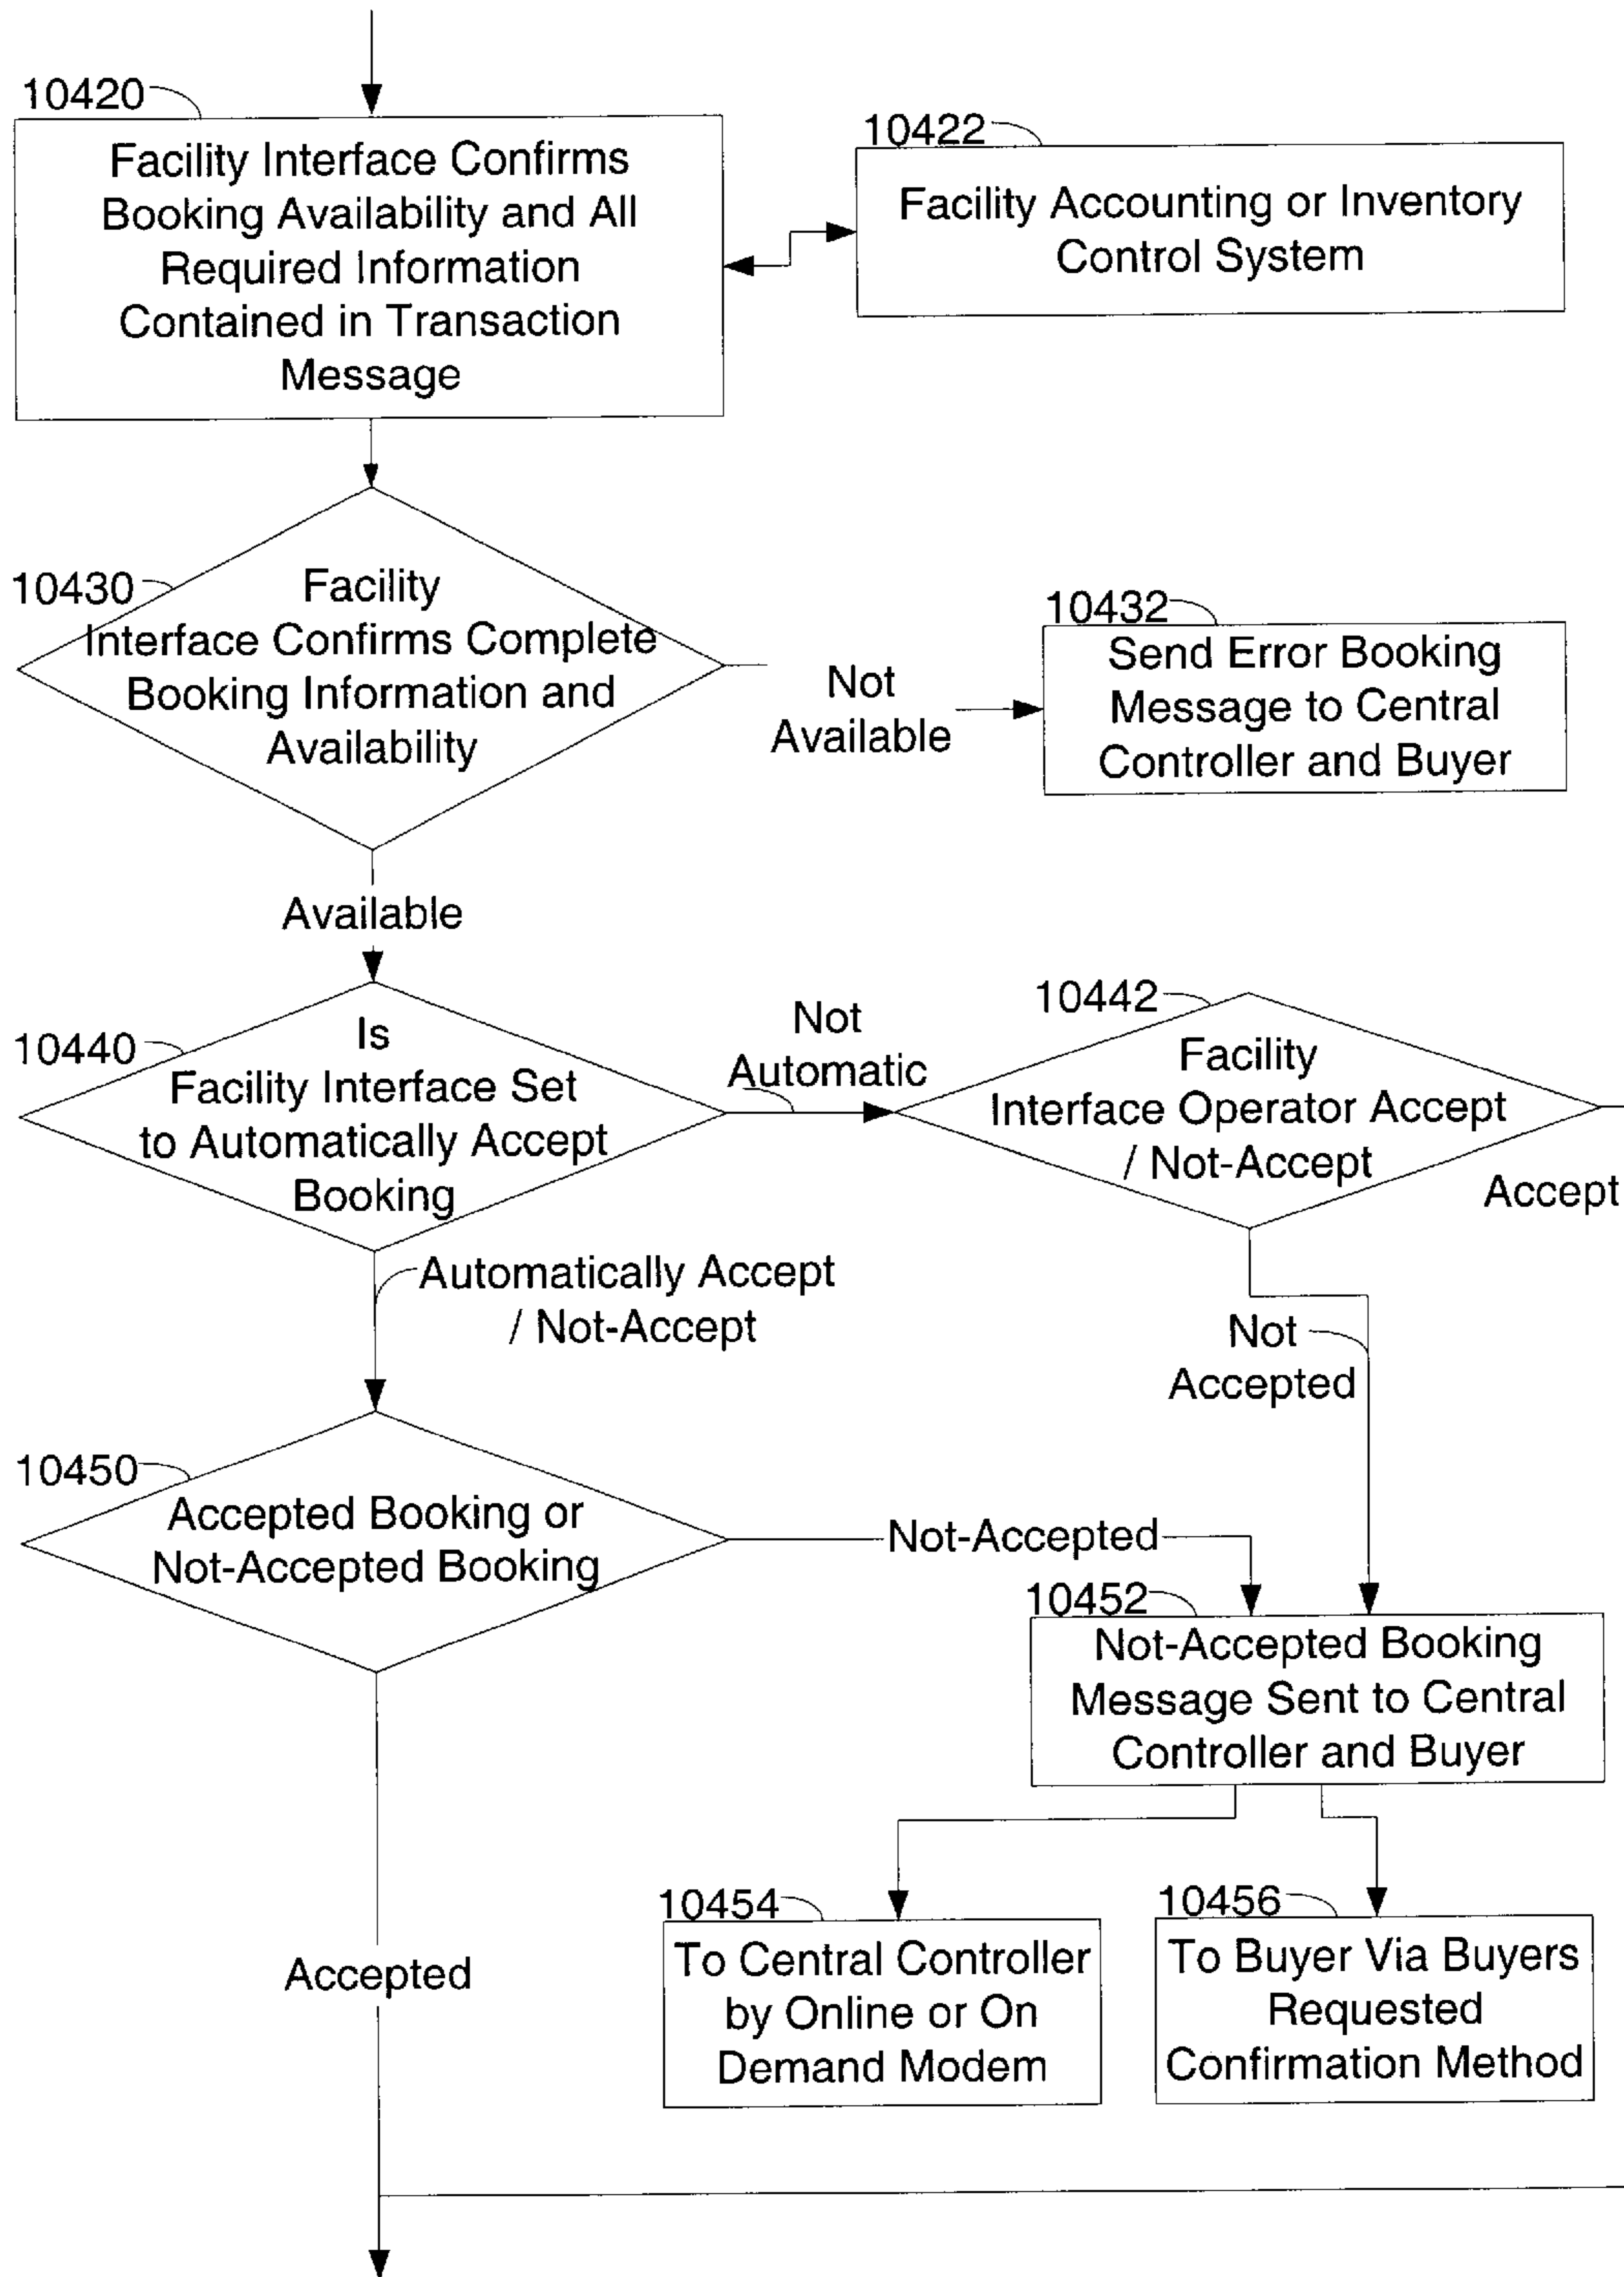 10420
Facility Interface Confirms
Booking Availability and All
Required Information
Contained in Transaction
Message
10422
Facility Accounting or Inventory
Control System
10430
Facility
Interface Confirms Complete
Booking Information and
Availability
Not
Available
10432
Send Error Booking
Message to Central
Controller and Buyer
Available
10440
Is
Facility Interface Set
to Automatically Accept
Booking
Not
Automatic
10442
Facility
Interface Operator Accept
/ Not-Accept
Accept
Automatically Accept
/ Not-Accept
Not
Accepted
10450
Accepted Booking or
Not-Accepted Booking
Not-Accepted
10452
Not-Accepted Booking
Message Sent to Central
Controller and Buyer
10454
To Central Controller
by Online or On
Demand Modem
10456
To Buyer Via Buyers
Requested
Confirmation Method
Accepted